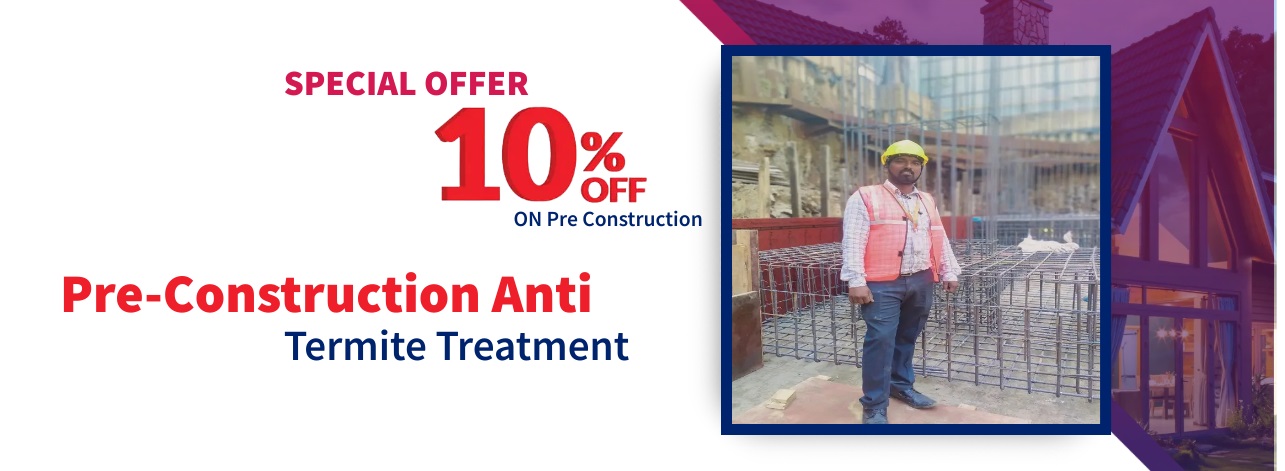 SPECIAL OFFER
10% OFF
ON Pre Construction
Pre-Construction Anti
Termite Treatment